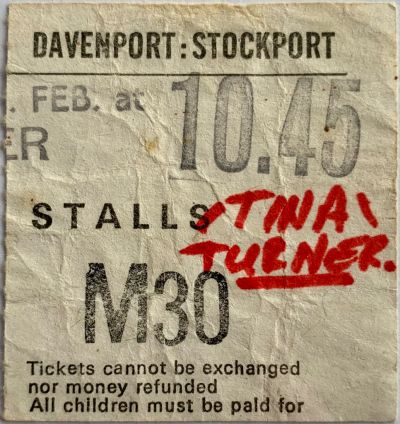 DAVENPORT: STOCKPORT
. FEB. at 10.45
ER
STALLS
\TINA\
TURNER.
M30
Tickets cannot be exchanged
nor money refunded
All children must be paid for